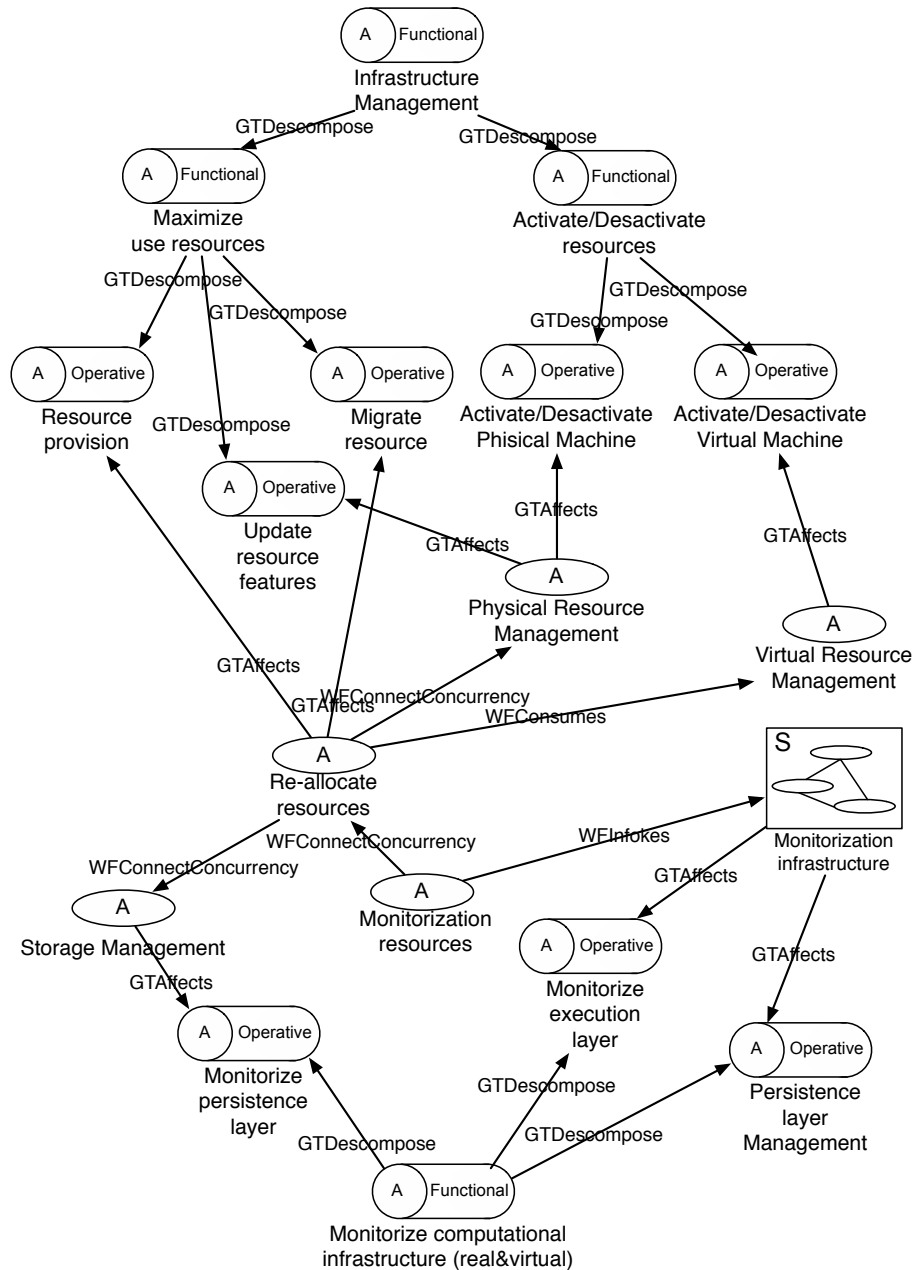 A Functional
Infrastructure
Management
GTDescompose
GTDescompose
A Functional
A Functional
Maximize
use resources
Activate/Desactivate
resources
GTDescompose
GTDescompose
GTDescompose
GTDescompose
A Operative
A Operative
A Operative
A Operative
Resource
provision
Migrate
resource
Activate/Desactivate
Phisical Machine
Activate/Desactivate
Virtual Machine
GTDescompose
A Operative
Update
resource
features
GTAffects
GTAffects
GTAffects
A
Physical Resource
Management
A
Virtual Resource
Management
GTAffects
GTAffects
WFConnectConcurrency
WFConsumes
A
Re-allocate
resources
S
Monitorization
infrastructure
WFConnectConcurrency
WFInfokes
WFConnectConcurrency
GTAffects
A
Monitorization
resources
A
Storage Management
A Operative
Monitorize
execution
layer
GTAffects
GTAffects
A Operative
Monitorize
persistence
layer
A Operative
Persistence
layer
Management
GTDescompose
GTDescompose
GTDescompose
A Functional
Monitorize computational
infrastructure (real&virtual)